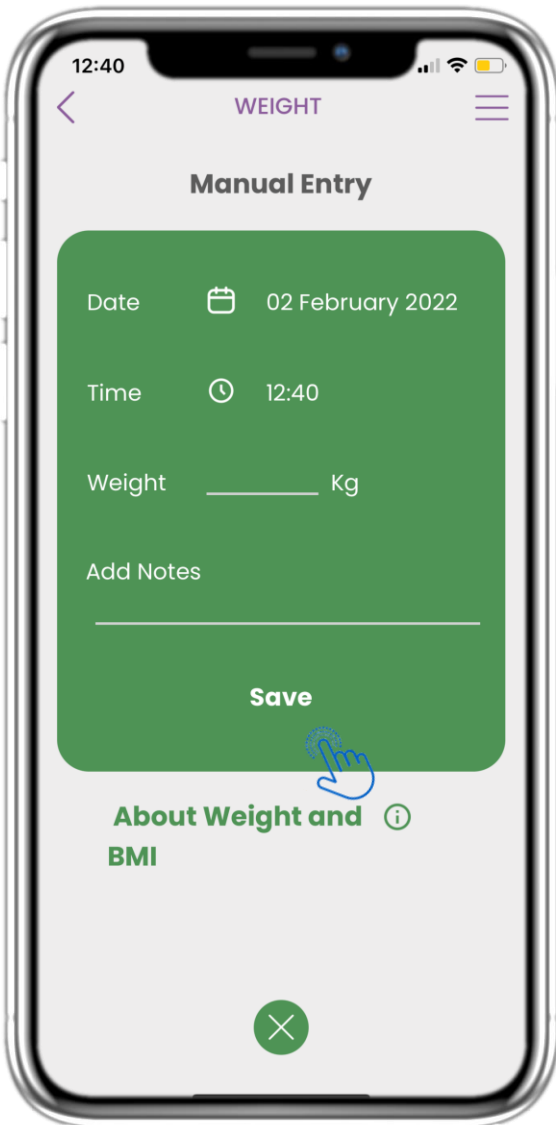 12:40
WEIGHT
Manual Entry
Date 02 February 2022
Time 12:40
Weight Kg
Add Notes
Save
About Weight and
BMI